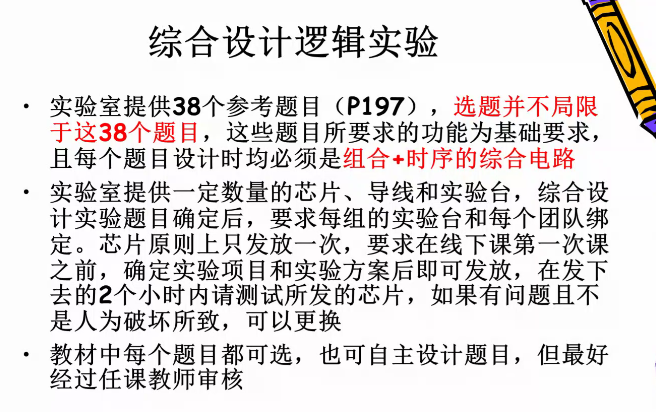 综合设计逻辑实验
· 实验室提供38个参考题目（P197），选题并不局限
于这38个题目，这些题目所要求的功能为基础要求，
且每个题目设计时均必须是组合+时序的综合电路
· 实验室提供一定数量的芯片、导线和实验台，综合设
计实验题目确定后，要求每组的实验台和每个团队绑
定。芯片原则上只发放一次，要求在线下课第一次课
之前，确定实验项目和实验方案后即可发放，在发下
去的2个小时内请测试所发的芯片，如果有问题且不
是人为破坏所致，可以更换
· 教材中每个题目都可选，也可自主设计题目，但最好
经过任课教师审核